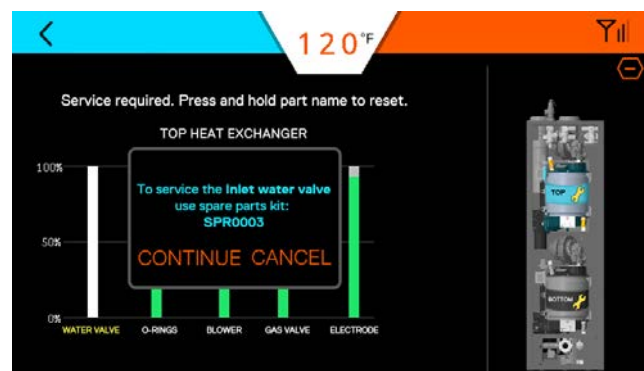 120°F
Service required. Press and hold part name to reset.
TOP HEAT EXCHANGER
100%
To service the Inlet water valve
use spare parts kit:
SPR0003
CONTINUE CANCEL
50%
0%
WATER VALVE O-RINGS BLOWER GAS VALVE ELECTRODE
TOP
BOTTOM